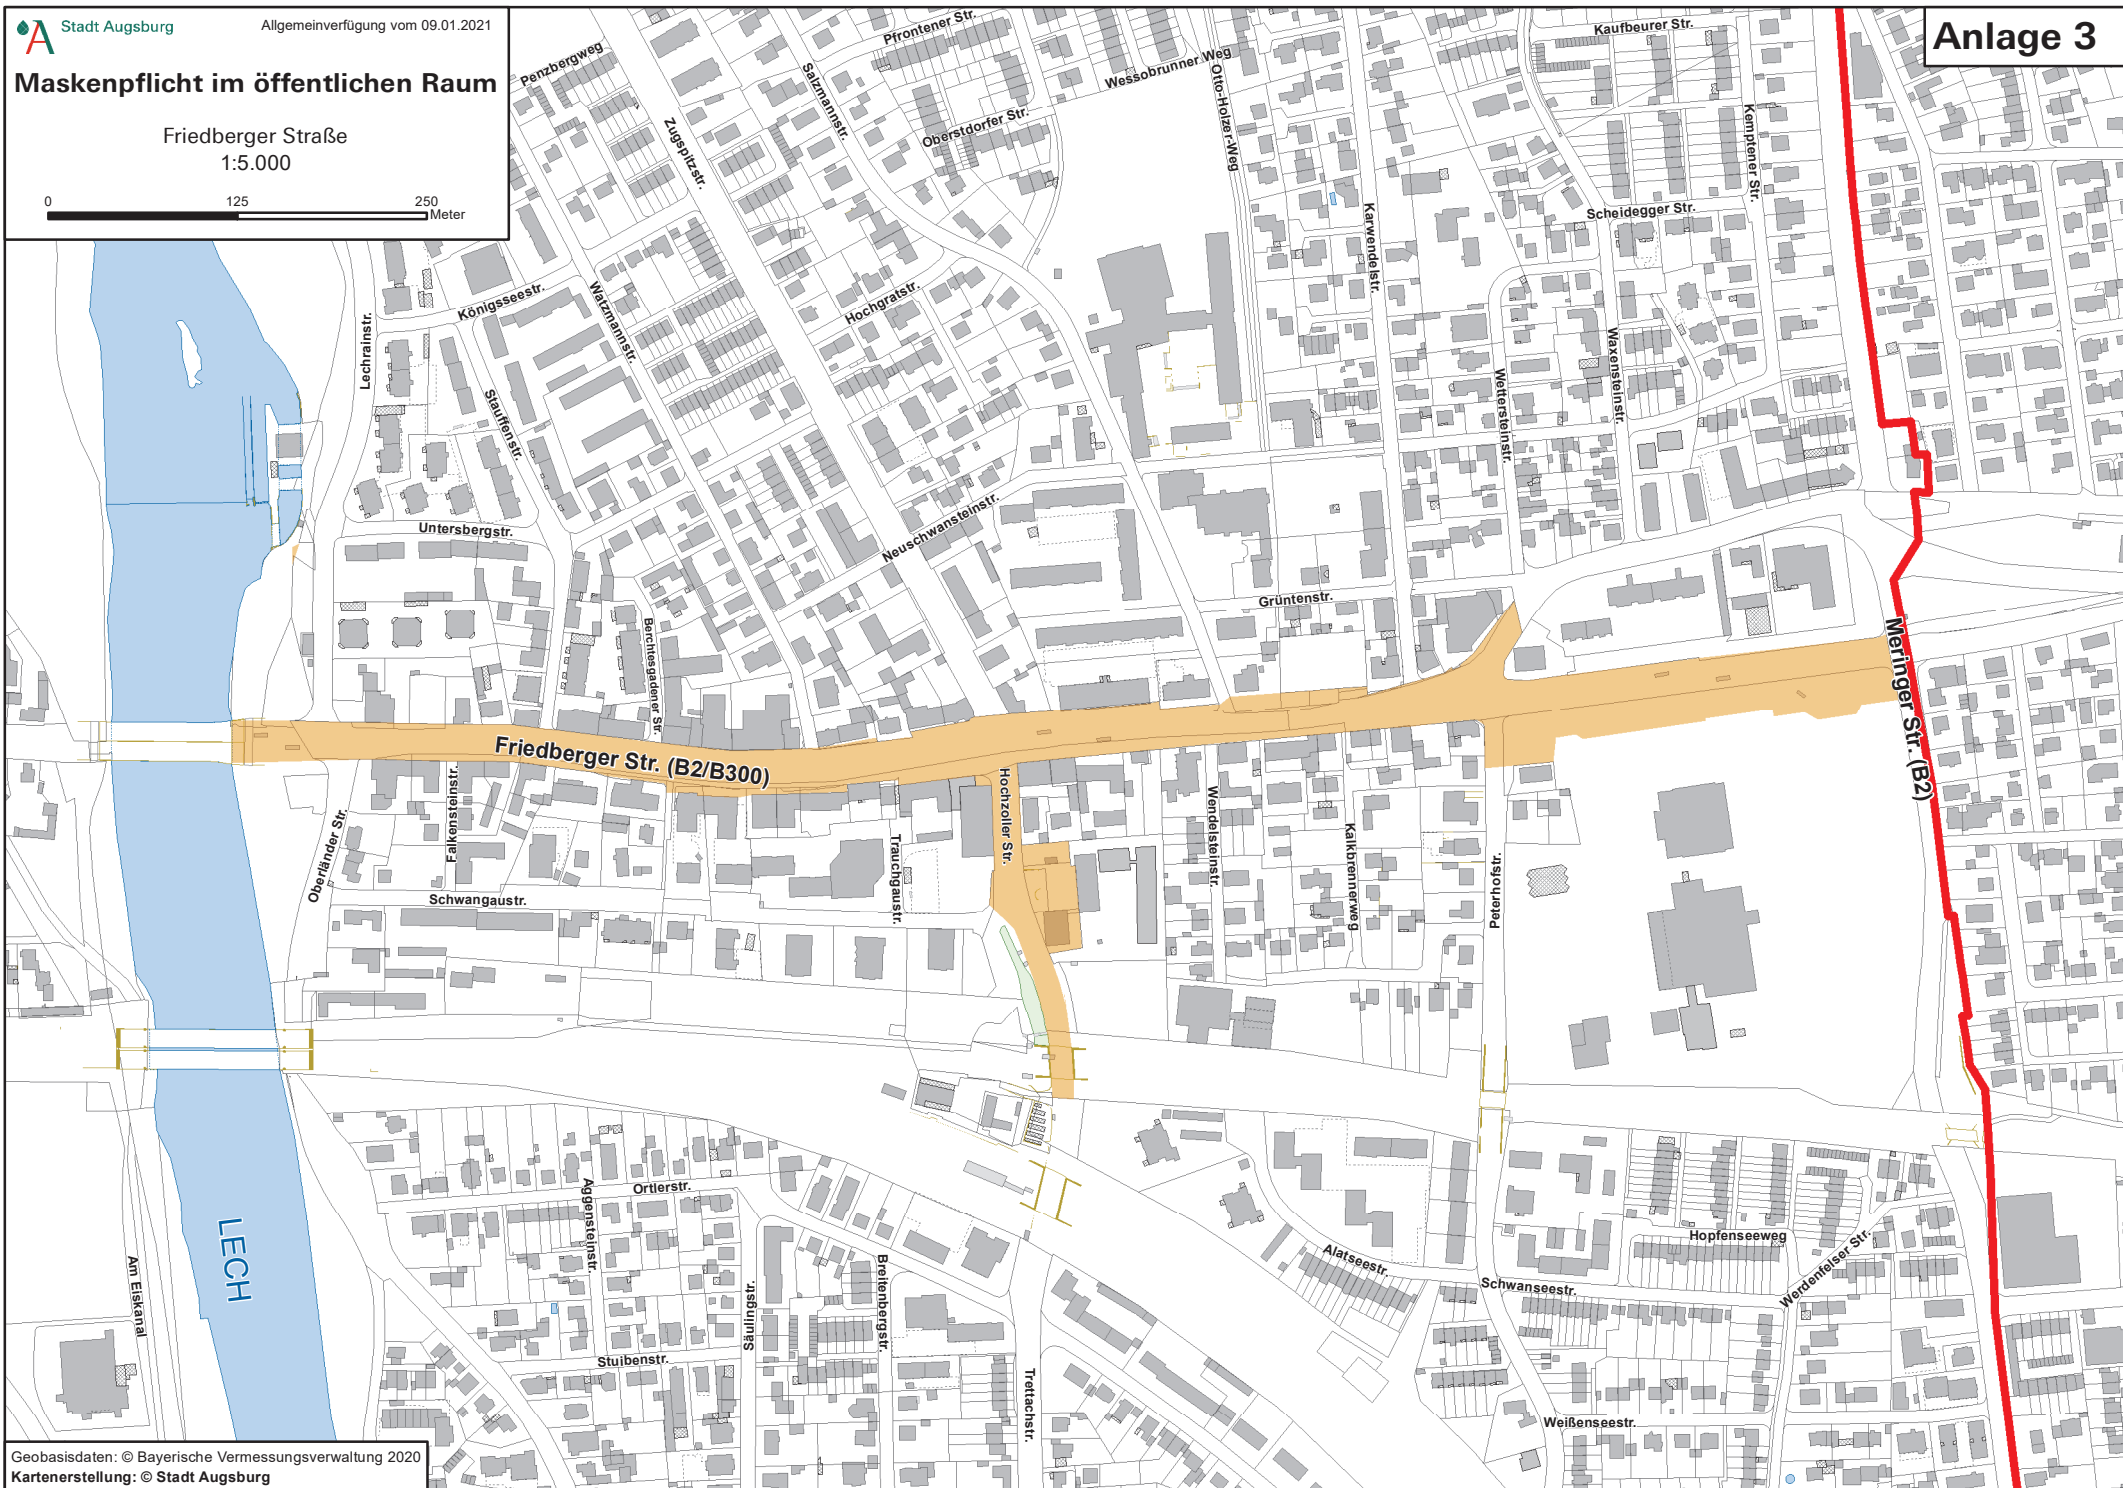 Stadt Augsburg
Allgemeinverfügung vom 09.01.2021
Maskenpflicht im öffentlichen Raum
Friedberger Straße
1:5.000
0 125 250
Meter
Anlage 3
Penzbergweg
Pfrontener Str.
Kaufbeurer Str.
Wessobrunner Weg
Salzmannstr.
Otto-Holzer-Weg
Oberstdorfer Str.
Zugspitzstr.
Kemptener Str.
Scheidegger Str.
Karwendelstr.
Königsseestr.
Watzmannstr.
Hochgratstr.
Lechrainstr.
Stauffenstr.
Waxensteinstr.
Wettersteinstr.
Untersbergstr.
Neuschwansteinstr.
Grüntenstr.
Berchtesgadener Str.
Meringer Str. (B2)
Friedberger Str. (B2/B300)
Hochzoller Str.
Oberländer Str.
Falkensteinstr.
Trauchgaustr.
Wendelsteinstr.
Kalkbrennerweg
Peterhofstr.
Schwangaustr.
Ortlerstr.
Aggensteinstr.
LECH
Am Eiskanal
Säulingstr.
Breitenbergstr.
Alatseestr.
Schwanseestr.
Hopfenseeweg
Werdenfelser Str.
Stuibenstr.
Trettachstr.
Weißenseestr.
Geobasisdaten: © Bayerische Vermessungsverwaltung 2020
Kartenerstellung: © Stadt Augsburg